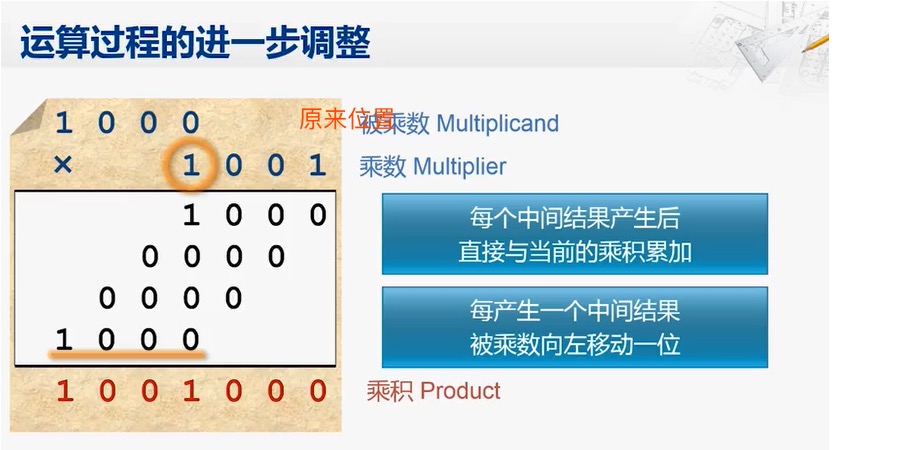 运算过程的进一步调整
1 0 0 0
原来位置
被乘数 Multiplicand
× 1 0 0 1
乘数 Multiplier
1 0 0 0
0 0 0 0
0 0 0 0
1 0 0 0
每个中间结果产生后
直接与当前的乘积累加
每产生一个中间结果
被乘数向左移动一位
1 0 0 1 0 0 0
乘积 Product